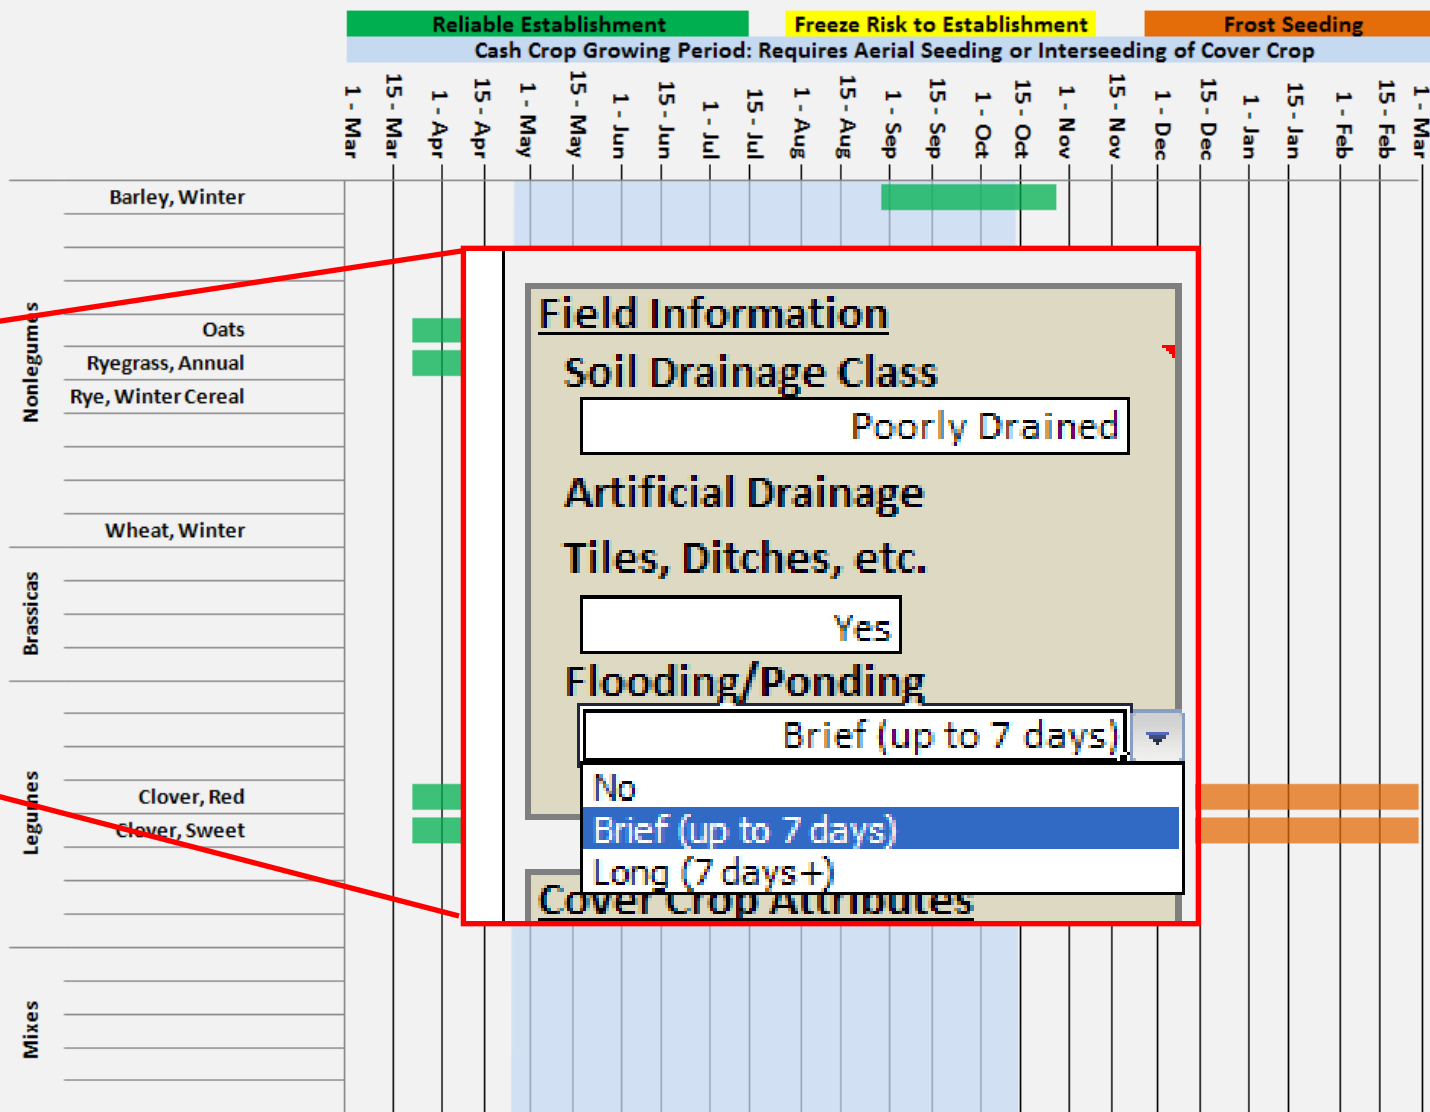 Reliable Establishment
Freeze Risk to Establishment
Frost Seeding
Cash Crop Growing Period: Requires Aerial Seeding or Interseeding of Cover Crop
1 - Mar
15 - Mar
1 - Apr
15 - Apr
1 - May
15 - May
1 - Jun
15 - Jun
1 - Jul
15 - Jul
1 - Aug
15 - Aug
1 - Sep
15 - Sep
1 - Oct
15 - Oct
1 - Nov
15 - Nov
1 - Dec
15 - Dec
1 - Jan
15 - Jan
1 - Feb
15 - Feb
1 - Mar
Nonlegumes
Barley, Winter
Oats
Ryegrass, Annual
Rye, Winter Cereal
Wheat, Winter
Brassicas
Legumes
Clover, Red
Clover, Sweet
Mixes
Field Information
Soil Drainage Class
Poorly Drained
Artificial Drainage
Tiles, Ditches, etc.
Yes
Flooding/Ponding
Brief (up to 7 days)
No
Brief (up to 7 days)
Long (7 days+)
Cover Crop Attributes